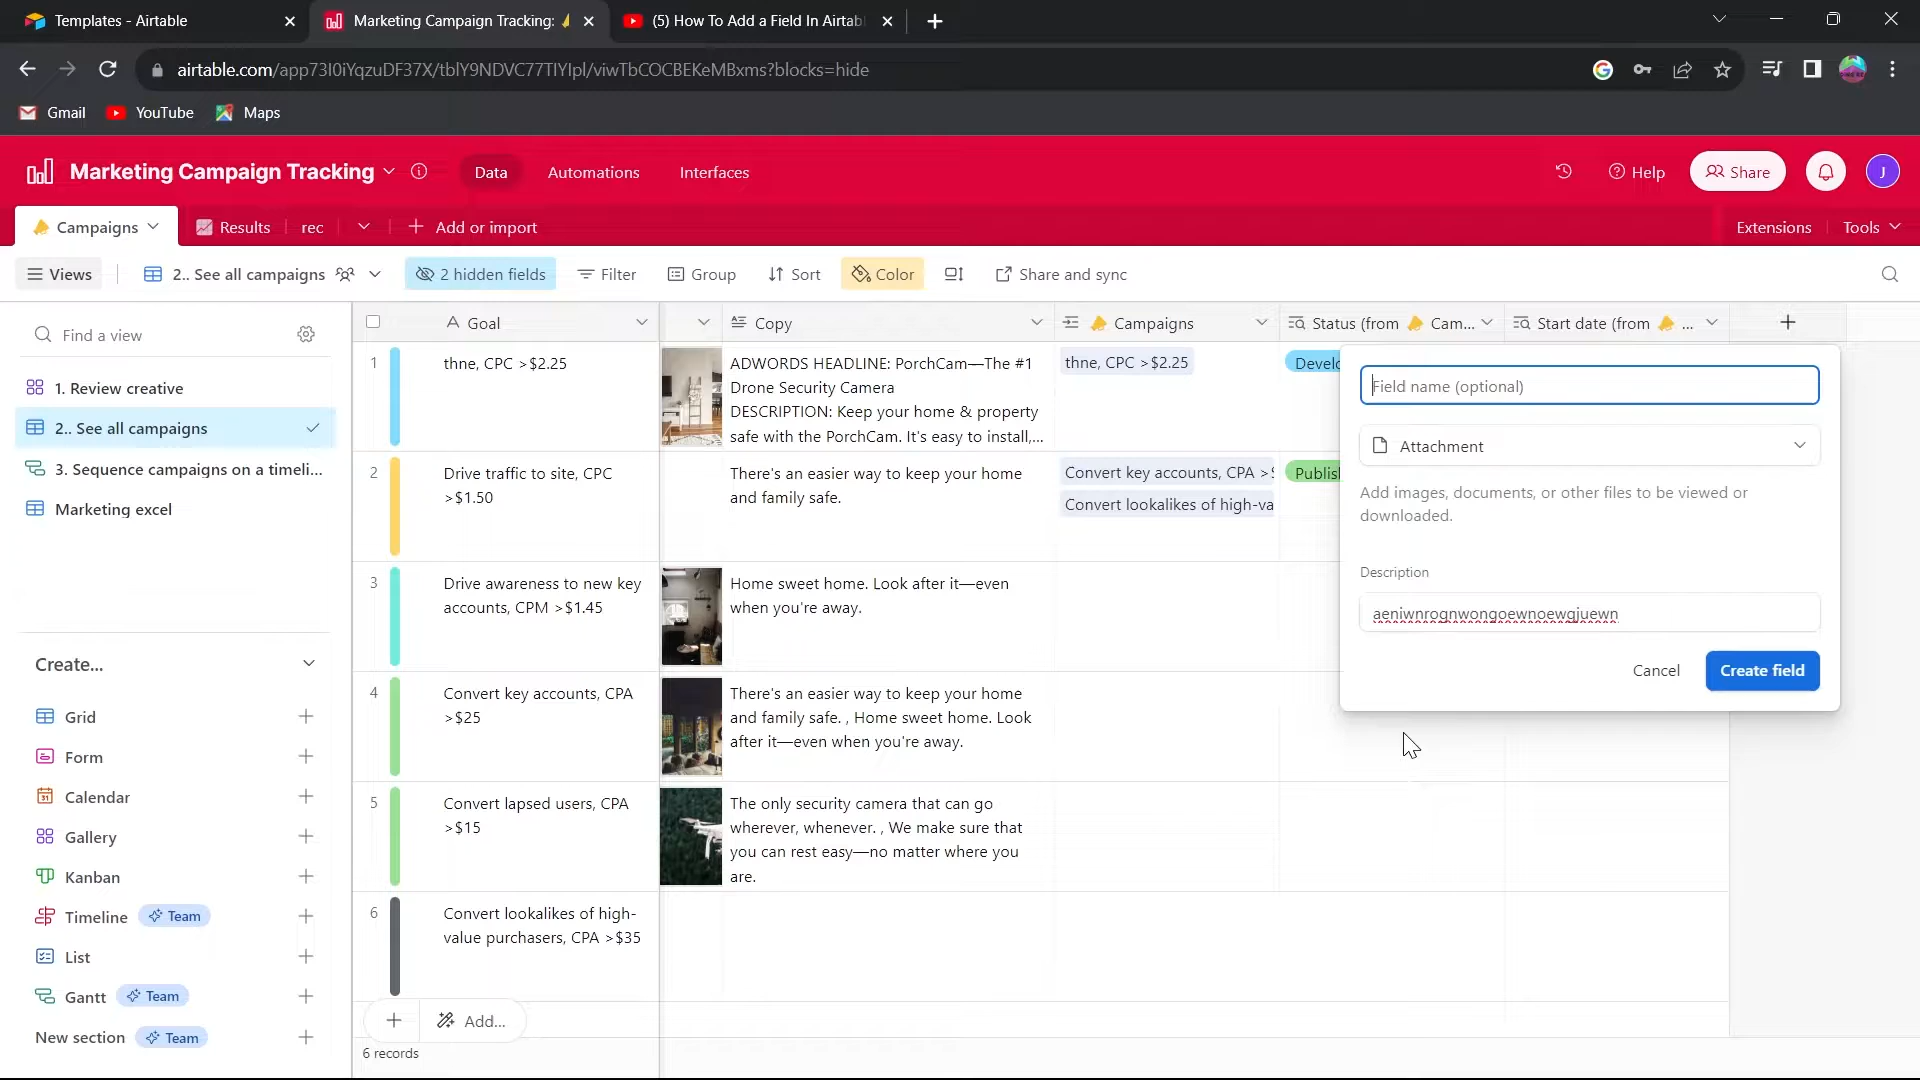 Templates - Airtable
Marketing Campaign Tracking:
(5) How To Add a Field In Airtab
airtable.com/app73I0iYqzuDF37X/tblY9NDVC77TIYIpl/viwTbCOCBEKeMBxms?blocks=hide
Gmail
YouTube
Maps
Marketing Campaign Tracking
Data
Automations
Interfaces
Help
Share
J
Campaigns
Results
rec
Add or import
Extensions
Tools
Views
2.. See all campaigns
2 hidden fields
Filter
Group
Sort
Color
Share and sync
Find a view
1. Review creative
2.. See all campaigns
3. Sequence campaigns on a timeli...
Marketing excel
Create...
Grid
Form
Calendar
Gallery
Kanban
Timeline
Team
List
Gantt
Team
New section
Team
Goal
Copy
Campaigns
Status (from Cam...
Start date (from ...
1
thne, CPC >$2.25
ADWORDS HEADLINE: PorchCam—The #1
Drone Security Camera
DESCRIPTION: Keep your home & property
safe with the PorchCam. It's easy to install,...
thne, CPC >$2.25
Develo
2
Drive traffic to site, CPC
>$1.50
There's an easier way to keep your home
and family safe.
Convert key accounts, CPA >$
Convert lookalikes of high-va
Publish
3
Drive awareness to new key
accounts, CPM >$1.45
Home sweet home. Look after it—even
when you're away.
4
Convert key accounts, CPA
>$25
There's an easier way to keep your home
and family safe. , Home sweet home. Look
after it—even when you're away.
5
Convert lapsed users, CPA
>$15
The only security camera that can go
wherever, whenever. , We make sure that
you can rest easy—no matter where you
are.
6
Convert lookalikes of high-
value purchasers, CPA >$35
Add...
6 records
Field name (optional)
Attachment
Add images, documents, or other files to be viewed or
downloaded.
Description
aeniwnrognwongoewnoewgjuewn
Cancel
Create field